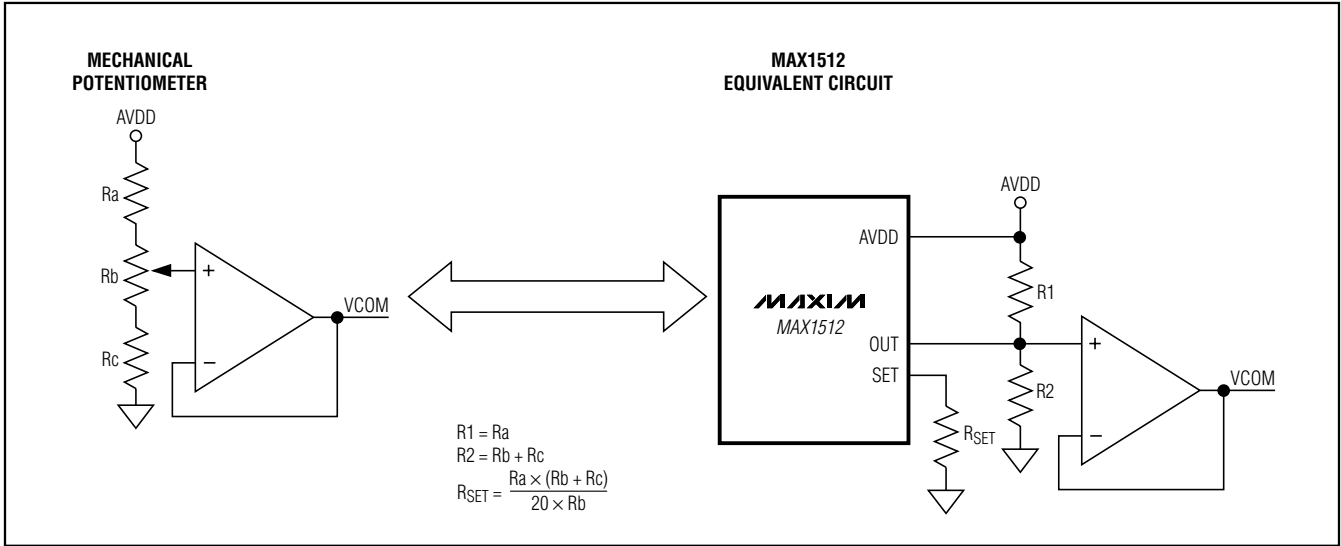 MECHANICAL
POTENTIOMETER
AVDD
Ra
Rb
Rc
+
−
VCOM
R1 = Ra
R2 = Rb + Rc
RSET = Ra × (Rb + Rc)
20 × Rb
MAX1512
EQUIVALENT CIRCUIT
AVDD
AVDD
MAXIM
MAX1512
OUT
SET
R1
R2
RSET
+
−
VCOM